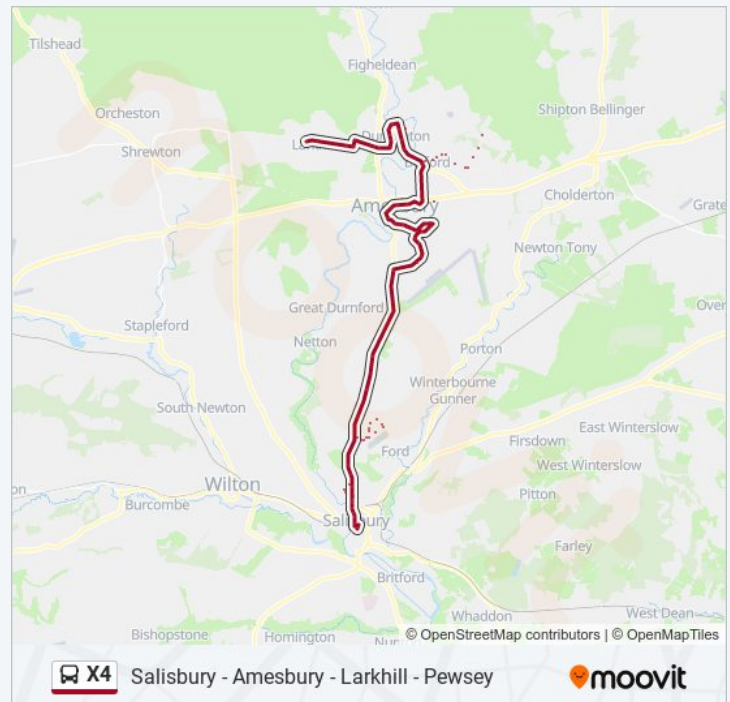 Tilshead
Figheldean
Orcheston
Shipton Bellinger
Shrewton
Cholderton
Grate
Newton Tony
Great Durnford
Over
Stapleford
Netton
Porton
Winterbourne
Gunner
South Newton
East Winterslow
Ford
Firsdown
West Winterslow
Wilton
Pitton
on
Burcombe
Salisbury
Farley
Britford
Whaddon
West Dean
Bishopstone
Homington
© OpenStreetMap contributors | © OpenMapTiles
X4
Salisbury - Amesbury - Larkhill - Pewsey
moovit